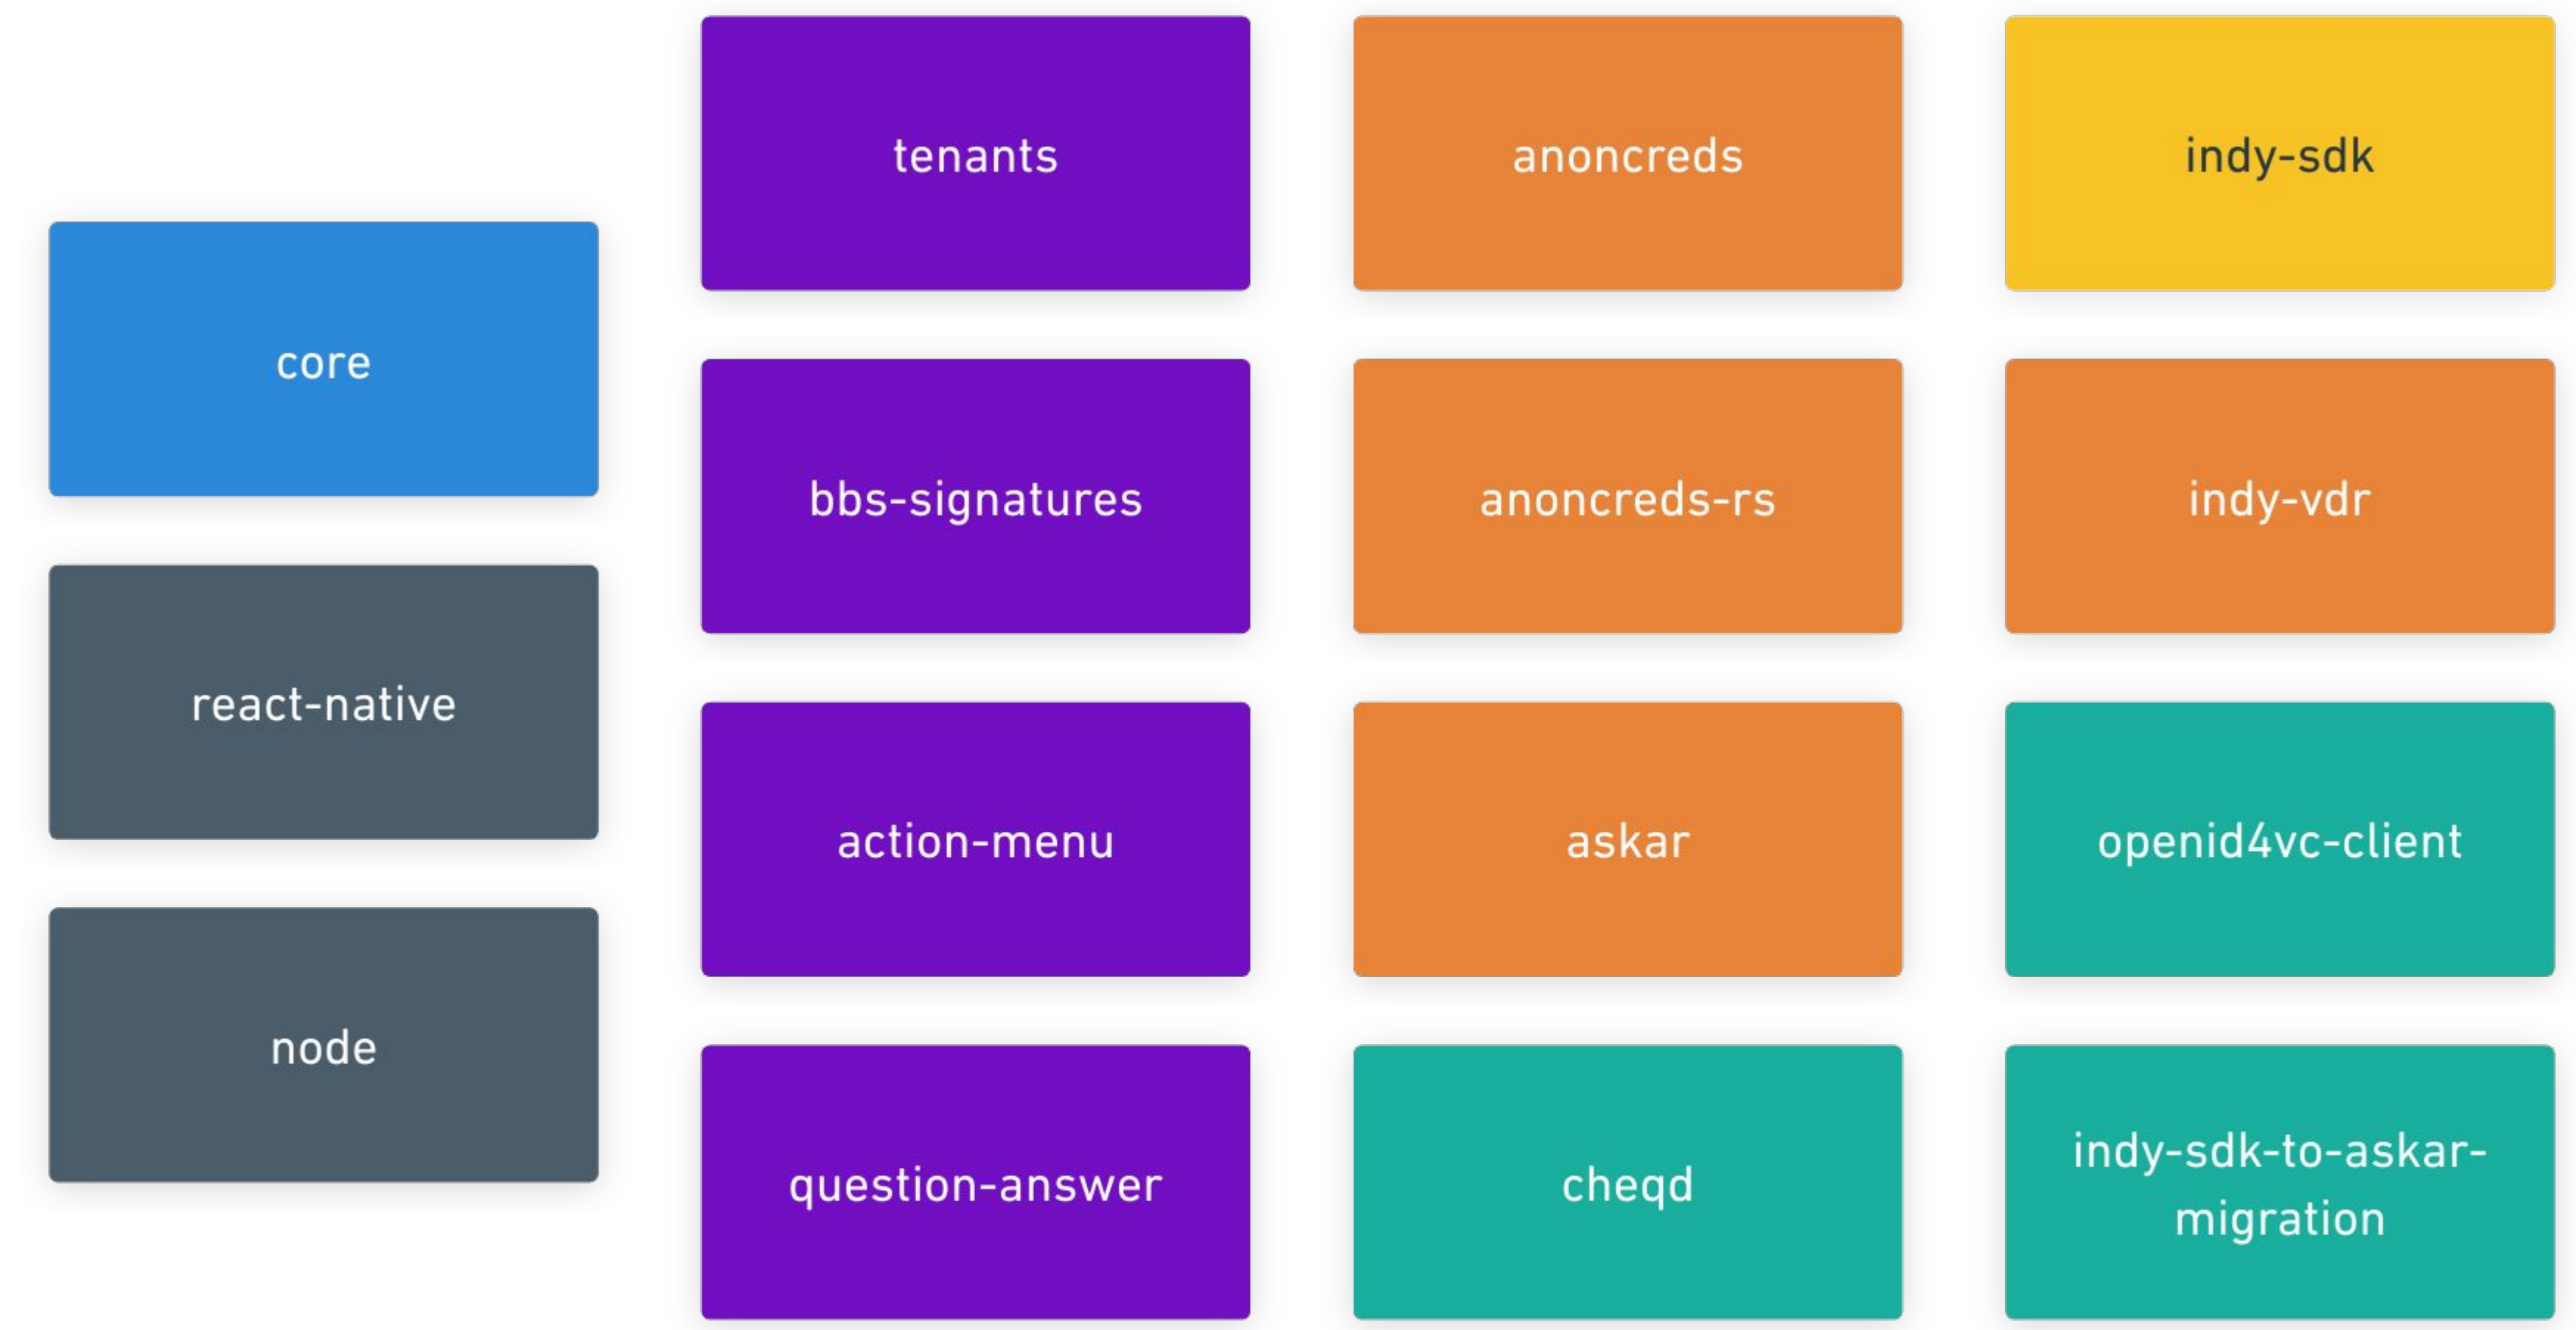 core
react-native
node
tenants
bbs-signatures
action-menu
question-answer
anoncreds
anoncreds-rs
askar
cheqd
indy-sdk
indy-vdr
openid4vc-client
indy-sdk-to-askar-
migration